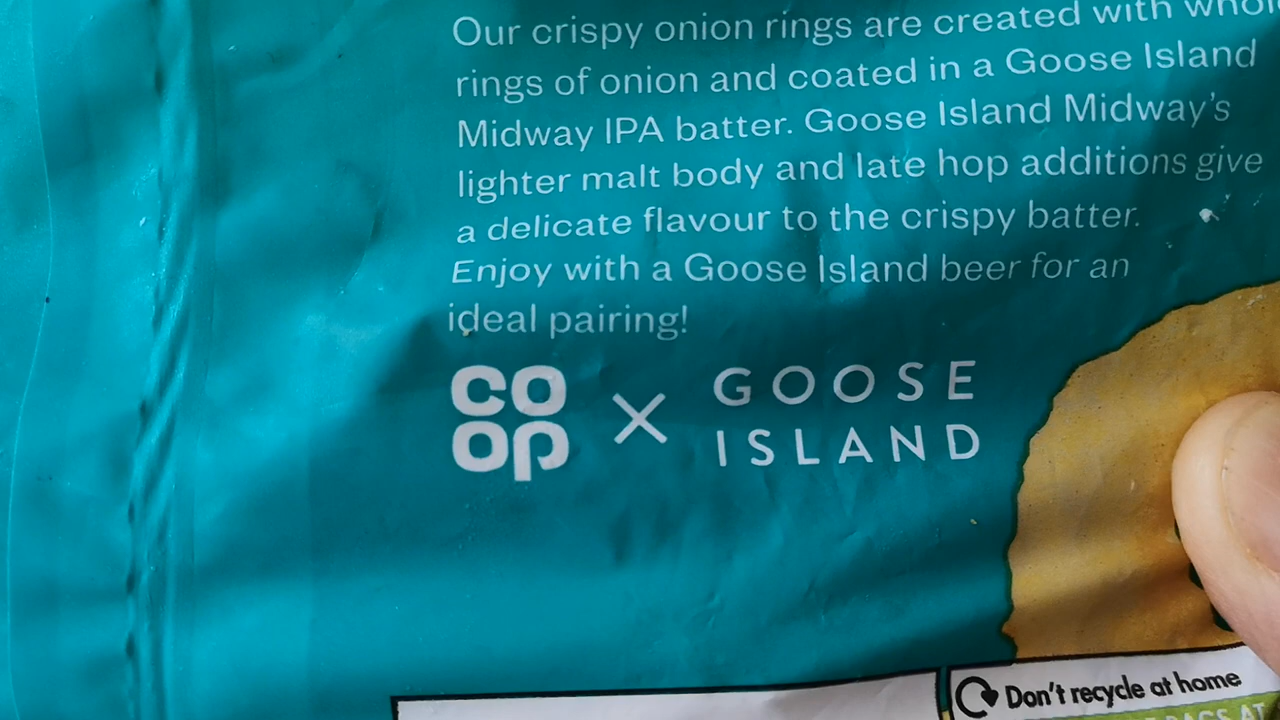 Our crispy onion rings are created with whole
rings of onion and coated in a Goose Island
Midway IPA batter. Goose Island Midway's
lighter malt body and late hop additions give
a delicate flavour to the crispy batter.
Enjoy with a Goose Island beer for an
ideal pairing!
CO
OP
X
GOOSE
ISLAND
Don't recycle at home
BAGS AT